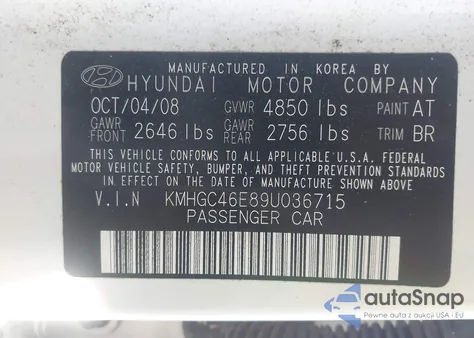 MANUFACTURED IN KOREA BY
HYUNDAI MOTOR COMPANY
OCT/04/08 GVWR 4850 lbs PAINT AT
GAWR FRONT 2646 lbs GAWR REAR 2756 lbs TRIM BR
THIS VEHICLE CONFORMS TO ALL APPLICABLE U.S.A. FEDERAL
MOTOR VEHICLE SAFETY, BUMPER, AND THEFT PREVENTION
STANDARDS IN EFFECT ON THE DATE OF MANUFACTURE SHOWN
ABOVE.
V.I.N KMHGC46E89U036715
PASSENGER CAR
autoSnap
Pewne auta z aukcji USA - EU